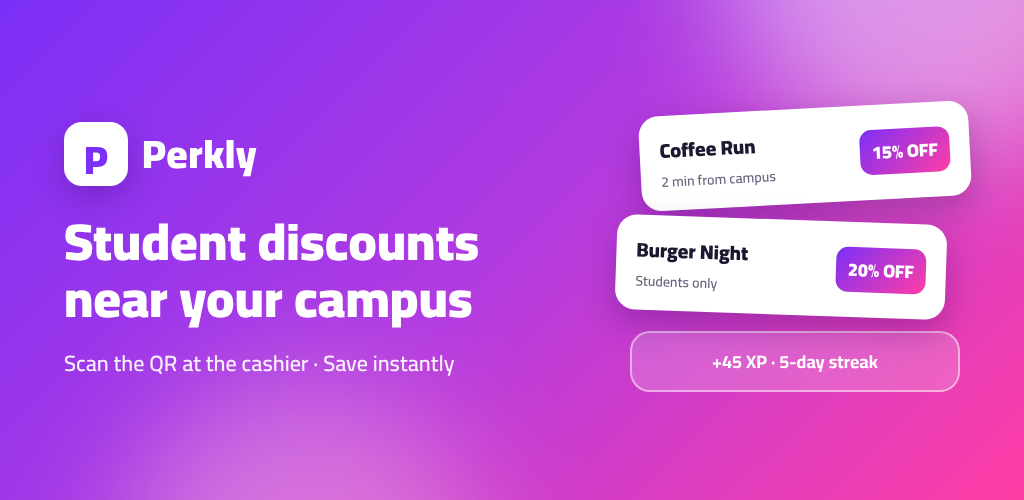 P
Perkly
Student discounts
near your campus
Scan the QR at the cashier · Save instantly
Coffee Run
2 min from campus
15% OFF
Burger Night
Students only
20% OFF
+45 XP · 5-day streak